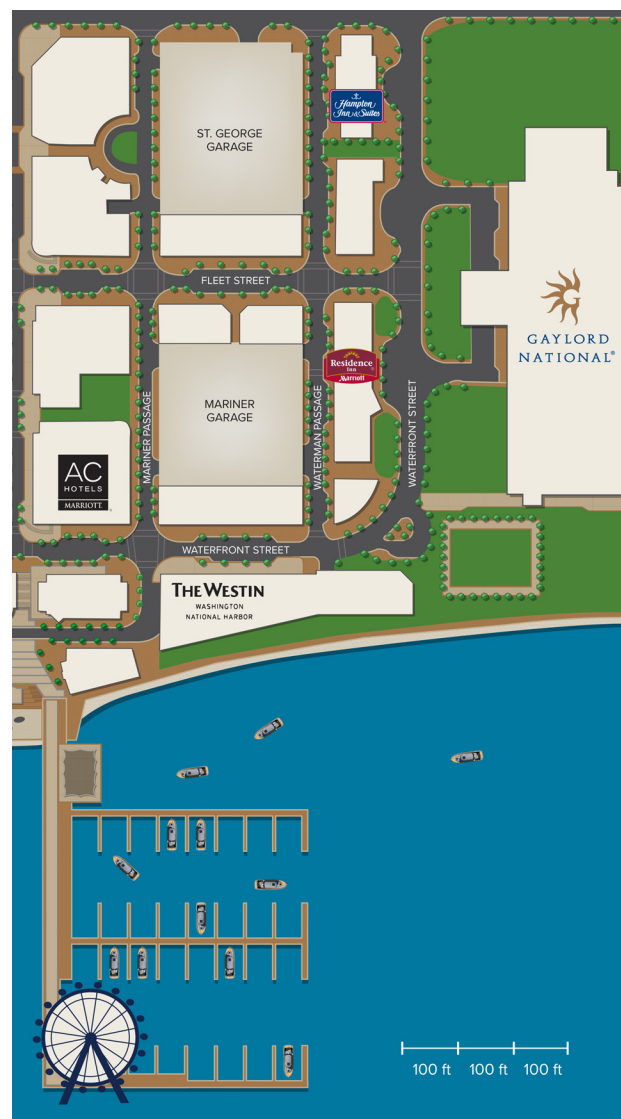 Hampton
Inn & Suites
ST. GEORGE
GARAGE
FLEET STREET
GAYLORD
NATIONAL®
Residence
Inn
Marriott
MARINER
GARAGE
MARINER PASSAGE
WATERMAN PASSAGE
WATERFRONT STREET
AC
HOTELS
MARRIOTT
WATERFRONT STREET
THE WESTIN
WASHINGTON
NATIONAL HARBOR
100 ft 100 ft 100 ft